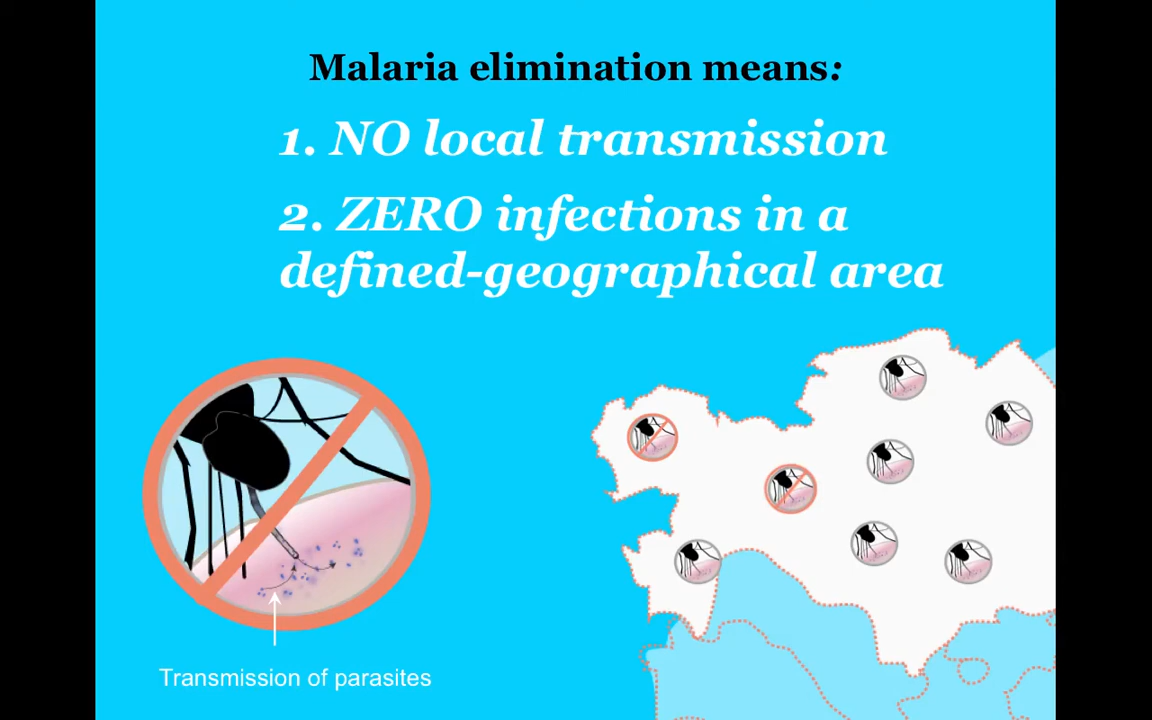 Malaria elimination means:
1. NO local transmission
2. ZERO infections in a
defined-geographical area
Transmission of parasites